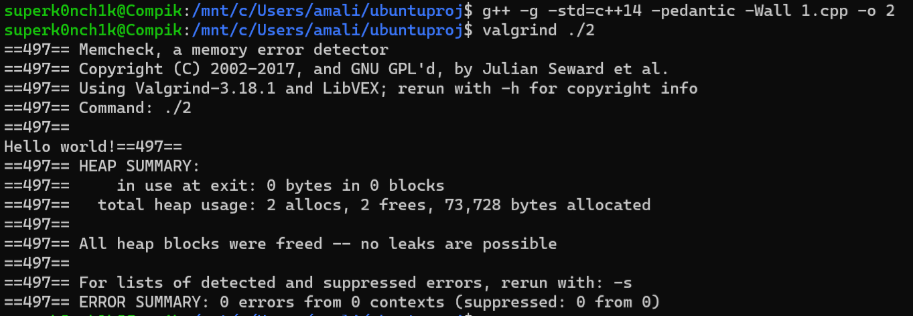 superk0nch1k@Compik:/mnt/c/Users/amali/ubuntuproj$ g++ -g -std=c++14 -pedantic -Wall 1.cpp -o 2
superk0nch1k@Compik:/mnt/c/Users/amali/ubuntuproj$ valgrind ./2
==497== Memcheck, a memory error detector
==497== Copyright (C) 2002-2017, and GNU GPL'd, by Julian Seward et al.
==497== Using Valgrind-3.18.1 and LibVEX; rerun with -h for copyright info
==497== Command: ./2
==497==
Hello world!==497==
==497== HEAP SUMMARY:
==497==     in use at exit: 0 bytes in 0 blocks
==497==   total heap usage: 2 allocs, 2 frees, 73,728 bytes allocated
==497==
==497== All heap blocks were freed -- no leaks are possible
==497==
==497== For lists of detected and suppressed errors, rerun with: -s
==497== ERROR SUMMARY: 0 errors from 0 contexts (suppressed: 0 from 0)